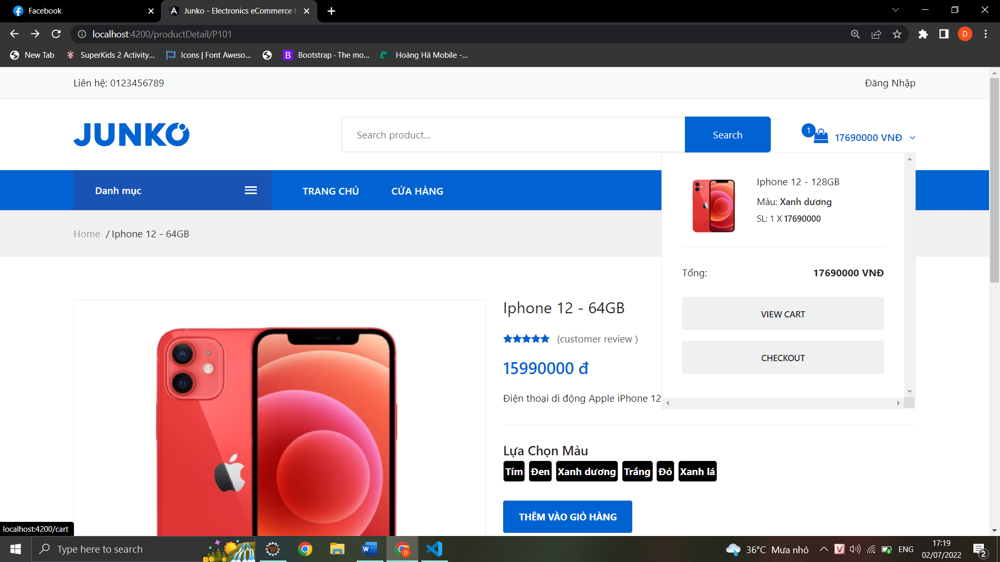 Facebook
Junko - Electronics eCommerce H
localhost:4200/productDetail/P101
D
New Tab
SuperKids 2 Activity...
Icons | Font Aweso...
B
Bootstrap · The mo...
Hoàng Hà Mobile -...
Liên hệ: 0123456789
Đăng Nhập
JUNKO
Search product...
Search
1
17690000 VNĐ
Danh mục
TRANG CHỦ
CỬA HÀNG
Iphone 12 - 128GB
Màu: Xanh dương
SL: 1 X 17690000
Home / Iphone 12 - 64GB
Tổng:
17690000 VNĐ
VIEW CART
CHECKOUT
Iphone 12 - 64GB
(customer review )
15990000 đ
Điện thoại di động Apple iPhone 12
Lựa Chọn Màu
Tím
Đen
Xanh dương
Trắng
Đỏ
Xanh lá
THÊM VÀO GIỎ HÀNG
localhost:4200/cart
Type here to search
36°C Mưa nhỏ
ENG
17:19
02/07/2022
2